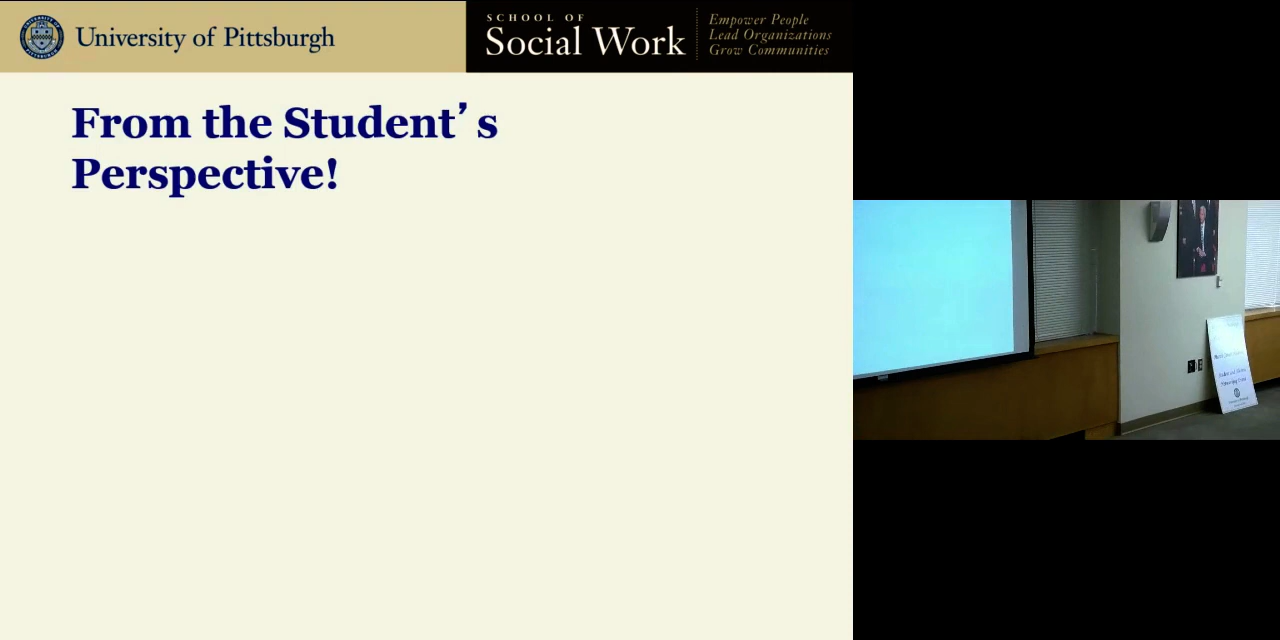 University of Pittsburgh
SCHOOL OF
Social Work
Empower People
Lead Organizations
Grow Communities
From the Student's
Perspective!